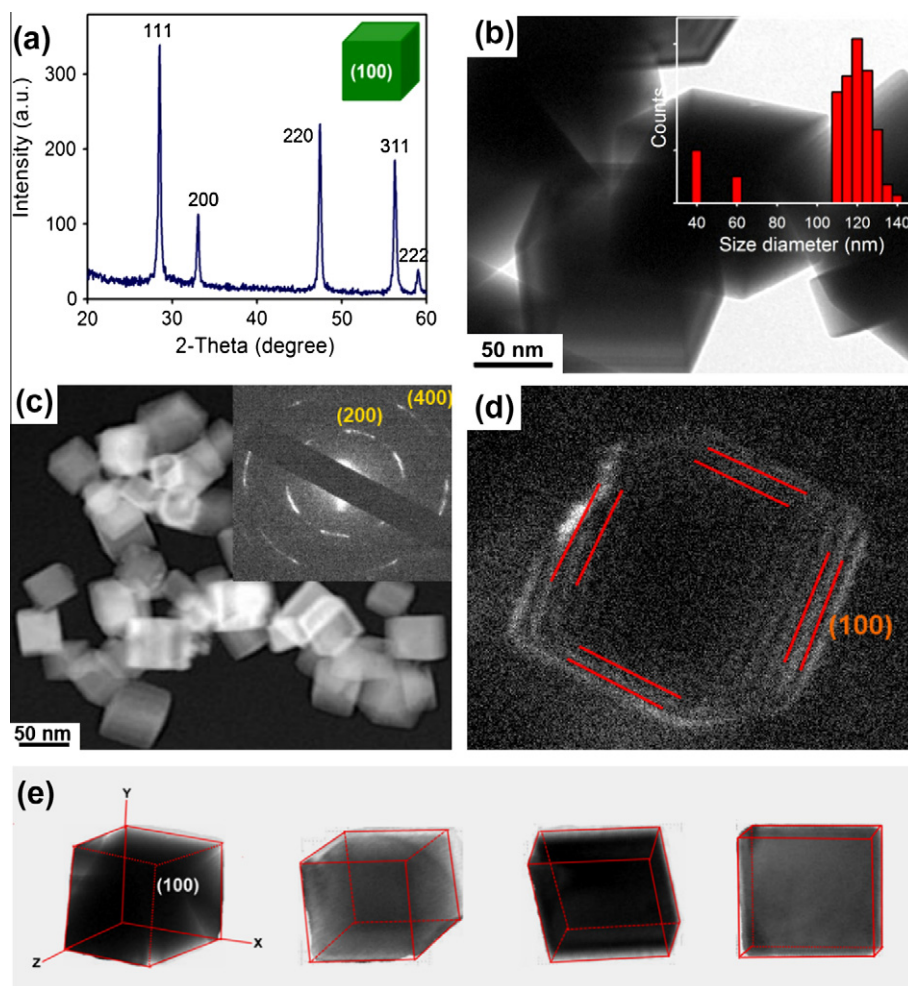 (a)
111
(100)
300
220
311
200
200
100
222
0
20
30
40
50
60
Intensity (a.u.)
2-Theta (degree)
(b)
Counts
40
60
80
100
120
140
Size diameter (nm)
50 nm
(c)
(400)
(200)
50 nm
(d)
(100)
(e)
Y
(100)
X
Z